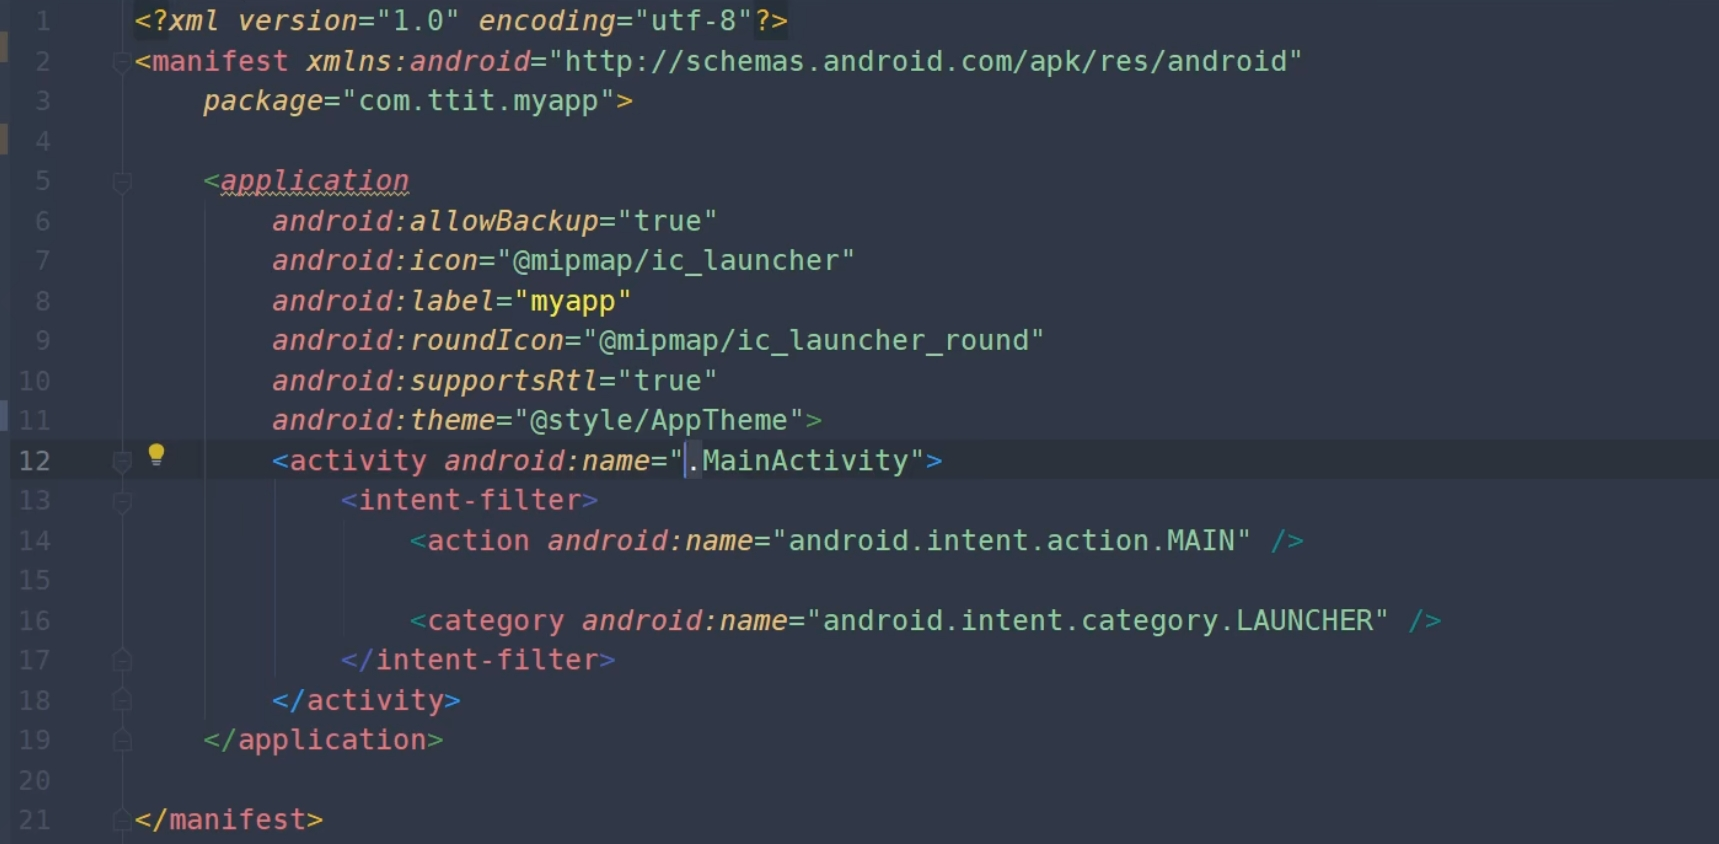 1 <?xml version="1.0" encoding="utf-8"?>
2 <manifest xmlns:android="http://schemas.android.com/apk/res/android"
3     package="com.ttit.myapp">
4
5     <application
6         android:allowBackup="true"
7         android:icon="@mipmap/ic_launcher"
8         android:label="myapp"
9         android:roundIcon="@mipmap/ic_launcher_round"
10         android:supportsRtl="true"
11         android:theme="@style/AppTheme">
12         <activity android:name=".MainActivity">
13             <intent-filter>
14                 <action android:name="android.intent.action.MAIN" />
15
16                 <category android:name="android.intent.category.LAUNCHER" />
17             </intent-filter>
18         </activity>
19     </application>
20
21 </manifest>